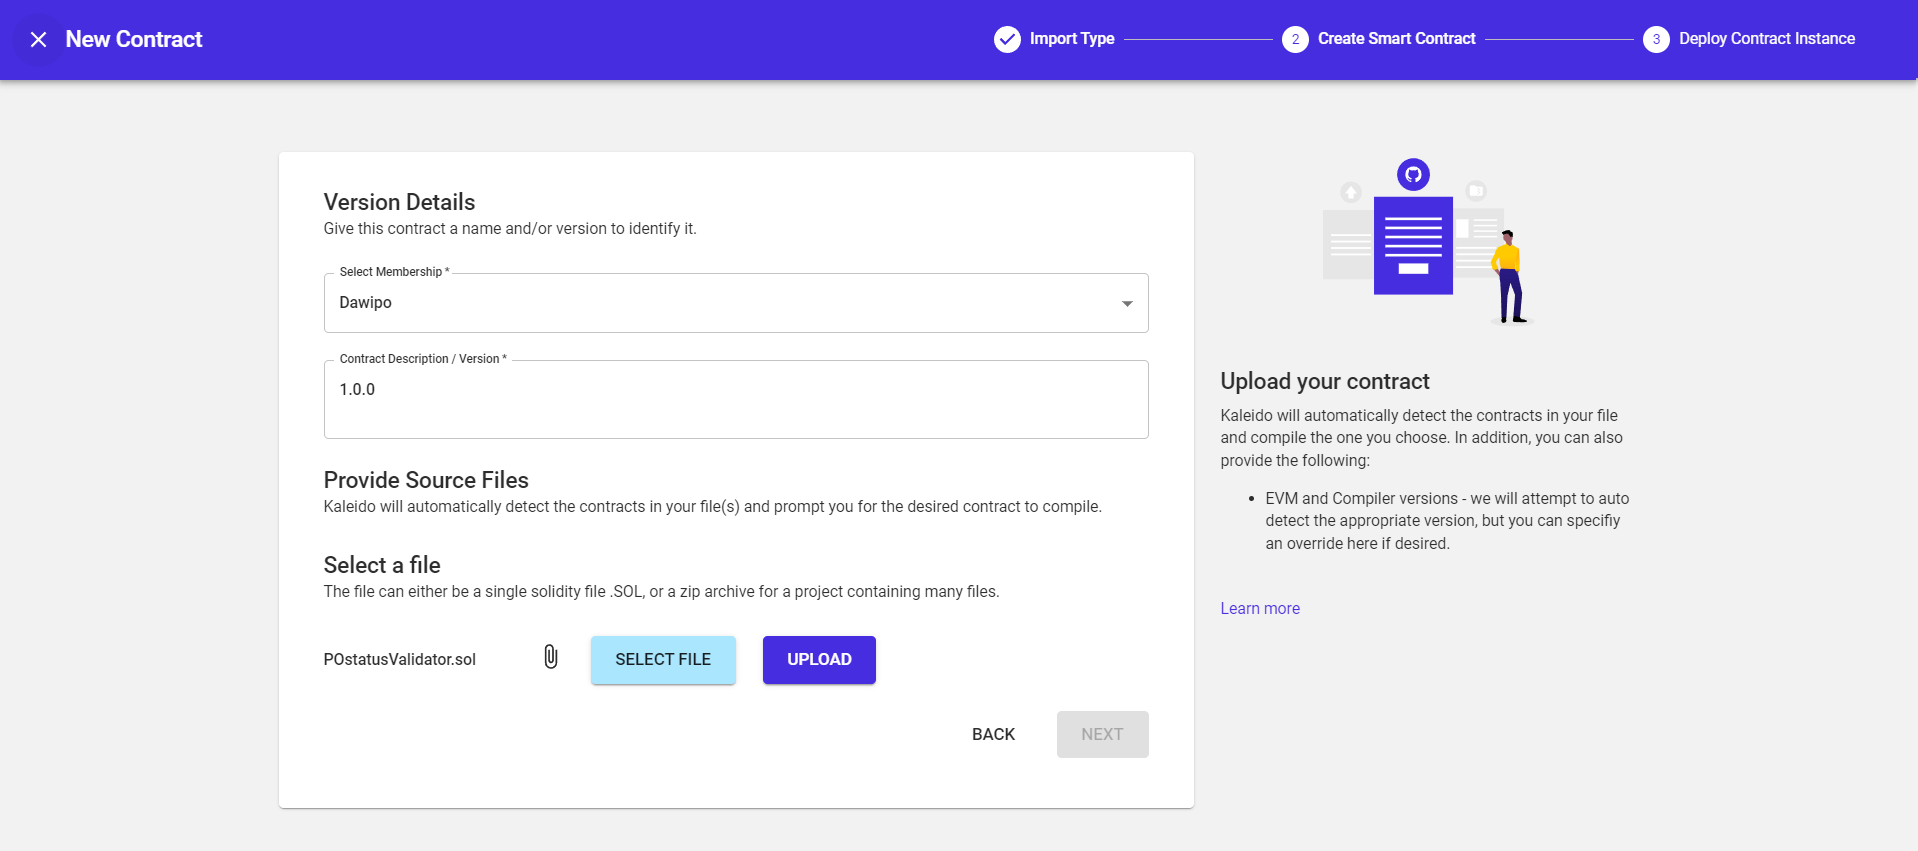 New Contract
Import Type
2
Create Smart Contract
3
Deploy Contract Instance
Version Details
Give this contract a name and/or version to identify it.
Select Membership *
Dawipo
Contract Description / Version *
1.0.0
Provide Source Files
Kaleido will automatically detect the contracts in your file(s) and prompt you for the desired contract to compile.
Select a file
The file can either be a single solidity file .SOL, or a zip archive for a project containing many files.
POstatusValidator.sol
SELECT FILE
UPLOAD
BACK
NEXT
Upload your contract
Kaleido will automatically detect the contracts in your file
and compile the one you choose. In addition, you can also
provide the following:
• EVM and Compiler versions - we will attempt to auto
detect the appropriate version, but you can specifiy
an override here if desired.
Learn more